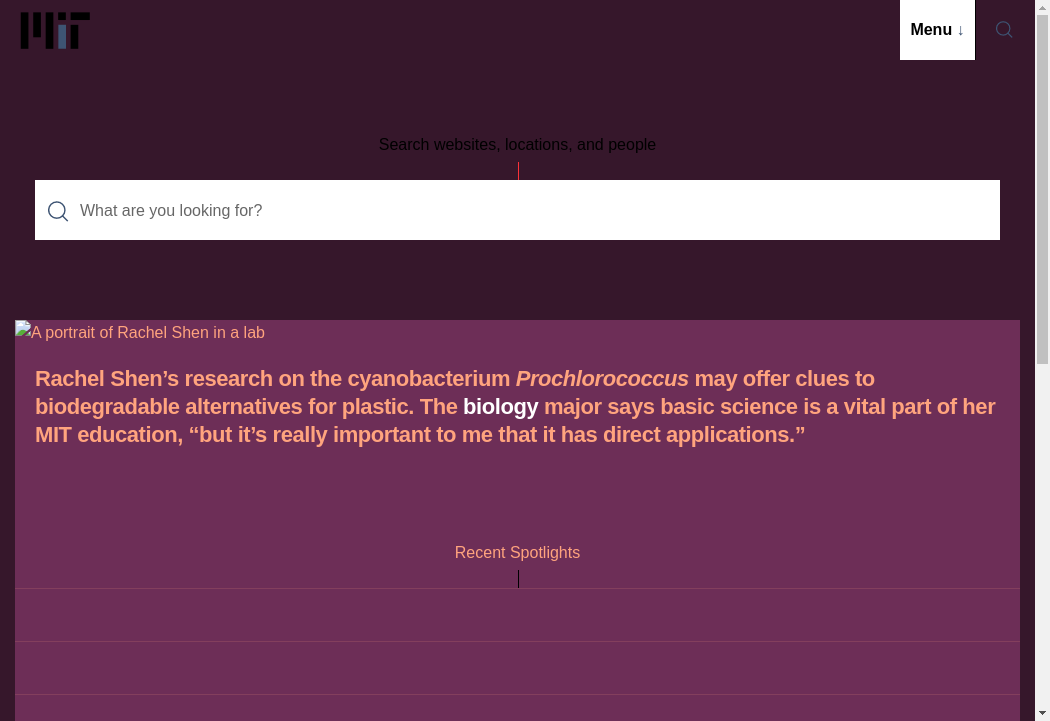 MIT
Menu ↓
Search websites, locations, and people
What are you looking for?
A portrait of Rachel Shen in a lab
Rachel Shen’s research on the cyanobacterium Prochlorococcus may offer clues to
biodegradable alternatives for plastic. The biology major says basic science is a vital part of her
MIT education, “but it’s really important to me that it has direct applications.”
Recent Spotlights